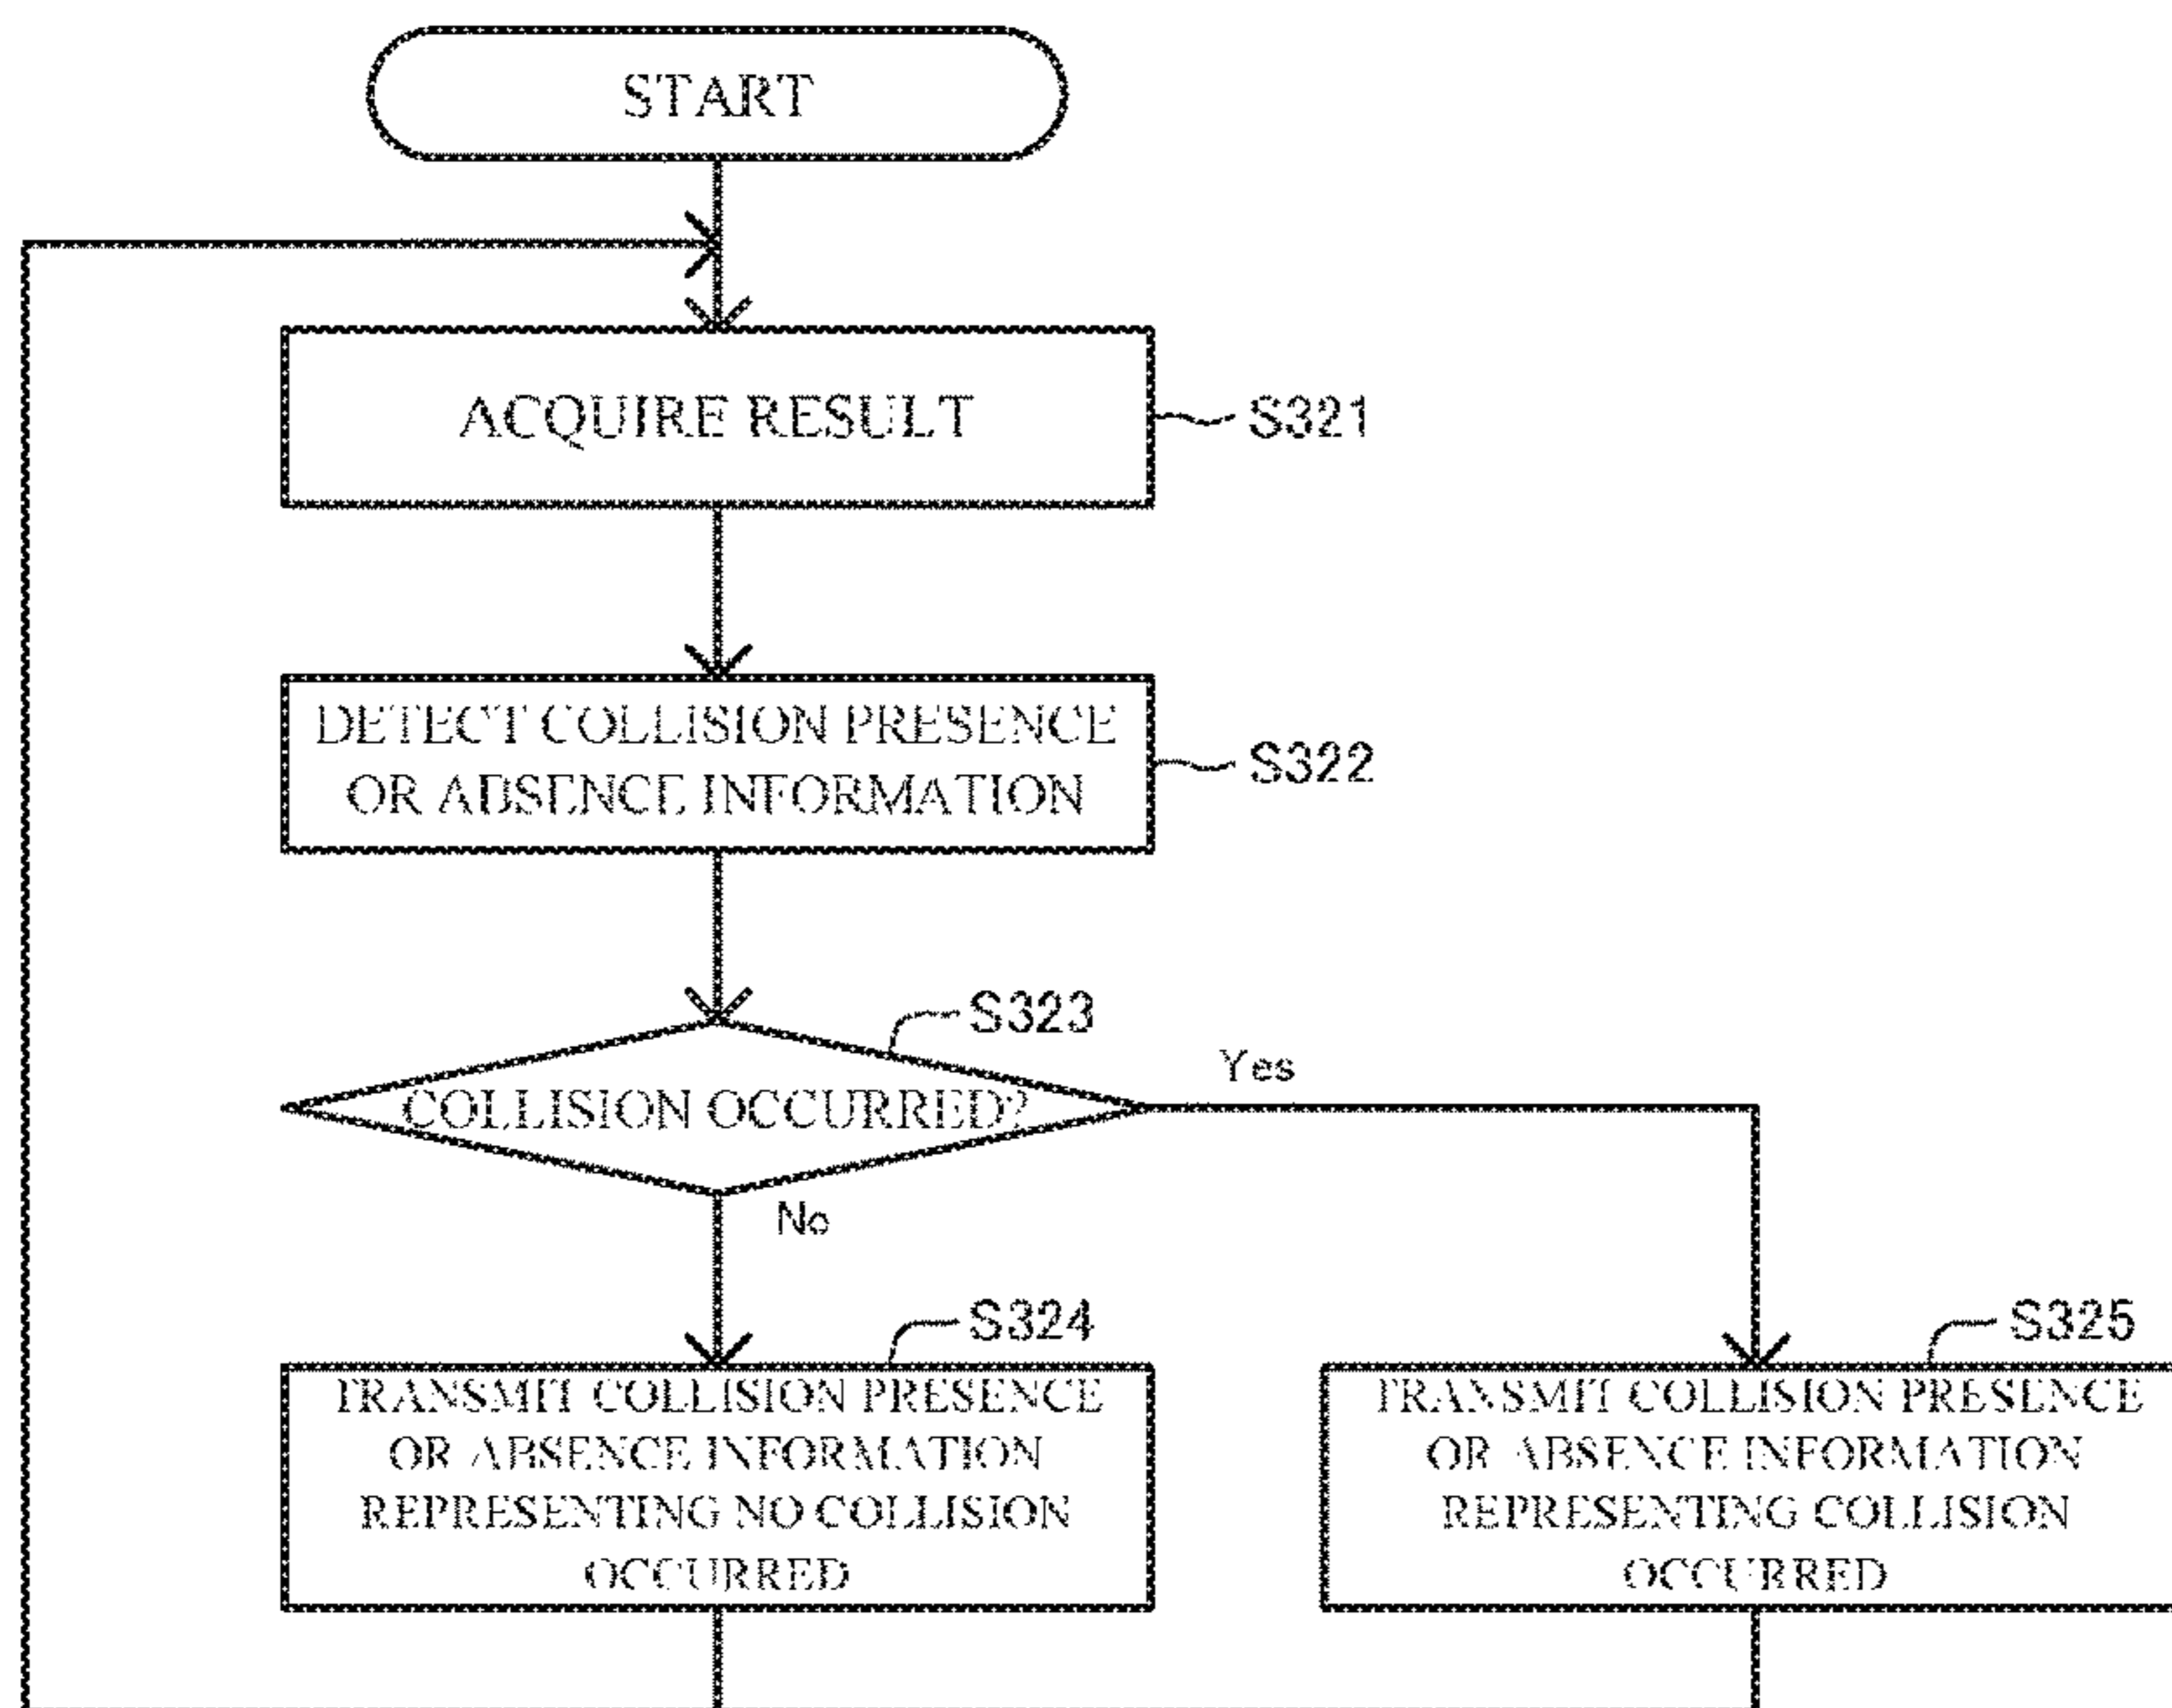 START
ACQUIRE RESULT
S321
DETECT COLLISION PRESENCE
OR ABSENCE INFORMATION
S322
S323
COLLISION OCCURRED?
Yes
No
S324
TRANSMIT COLLISION PRESENCE
OR ABSENCE INFORMATION
REPRESENTING NO COLLISION
OCCURRED
S325
TRANSMIT COLLISION PRESENCE
OR ABSENCE INFORMATION
REPRESENTING COLLISION
OCCURRED